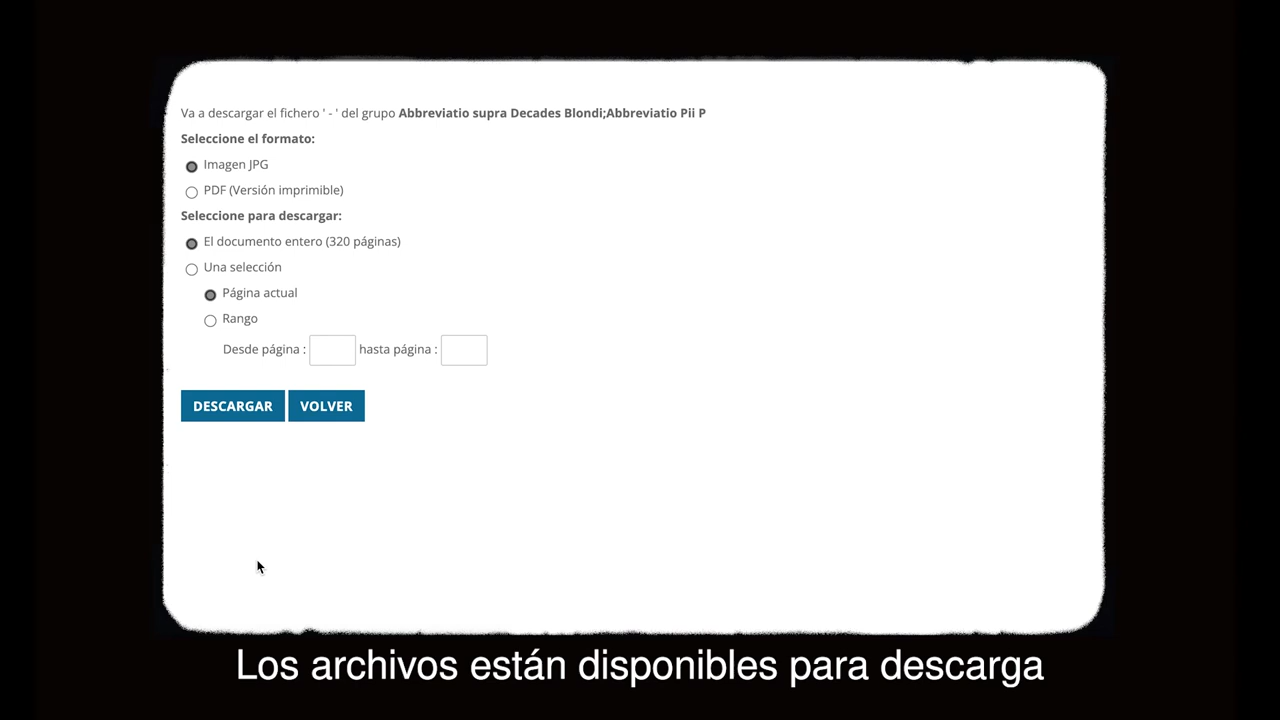 Va a descargar el fichero ' - ' del grupo Abbreviatio supra Decades Blondi;Abbreviatio Pii P
Seleccione el formato:
Imagen JPG
PDF (Versión imprimible)
Seleccione para descargar:
El documento entero (320 páginas)
Una selección
Página actual
Rango
Desde página : hasta página :
DESCARGAR VOLVER
Los archivos están disponibles para descarga